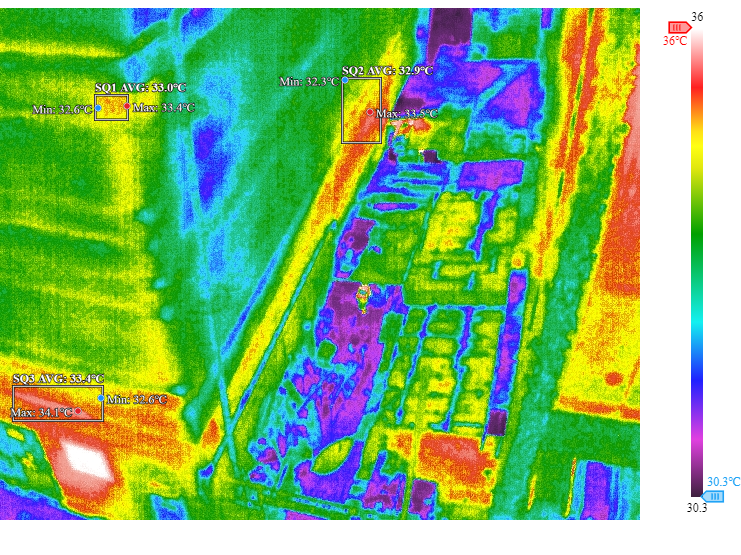 36
36°C
SQ2 AVG: 32.9°C
Min: 32.3°C
SQ1 AVG: 33.0°C
Min: 32.6°C
Max: 33.4°C
Max: 33.5°C
SQ3 AVG: 33.4°C
Min: 32.6°C
Max: 34.1°C
30.3°C
30.3